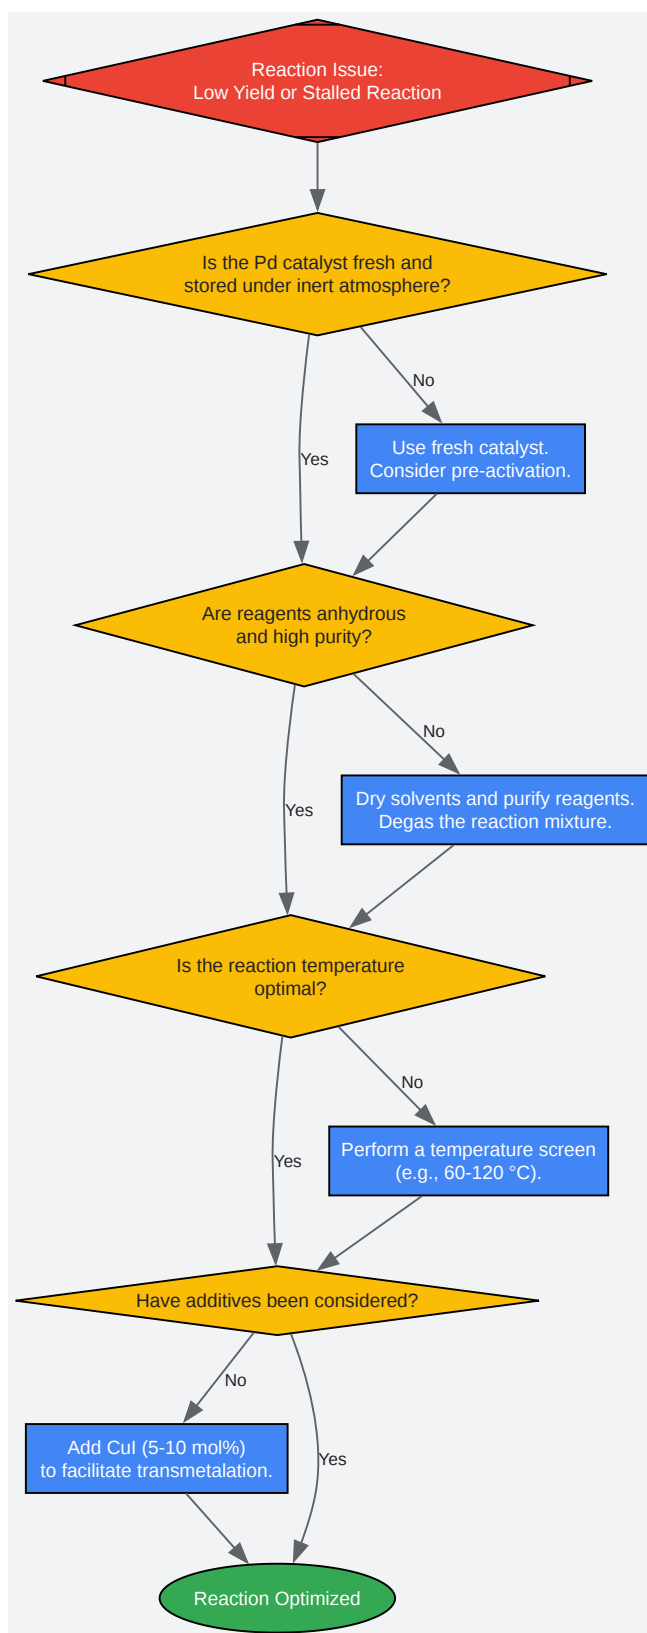 Reaction Issue:
Low Yield or Stalled Reaction
Is the Pd catalyst fresh and
stored under inert atmosphere?
No
Yes
Use fresh catalyst.
Consider pre-activation.
Are reagents anhydrous
and high purity?
No
Yes
Dry solvents and purify reagents.
Degas the reaction mixture.
Is the reaction temperature
optimal?
No
Yes
Perform a temperature screen
(e.g., 60-120 °C).
Have additives been considered?
No
Yes
Add CuI (5-10 mol%)
to facilitate transmetalation.
Reaction Optimized